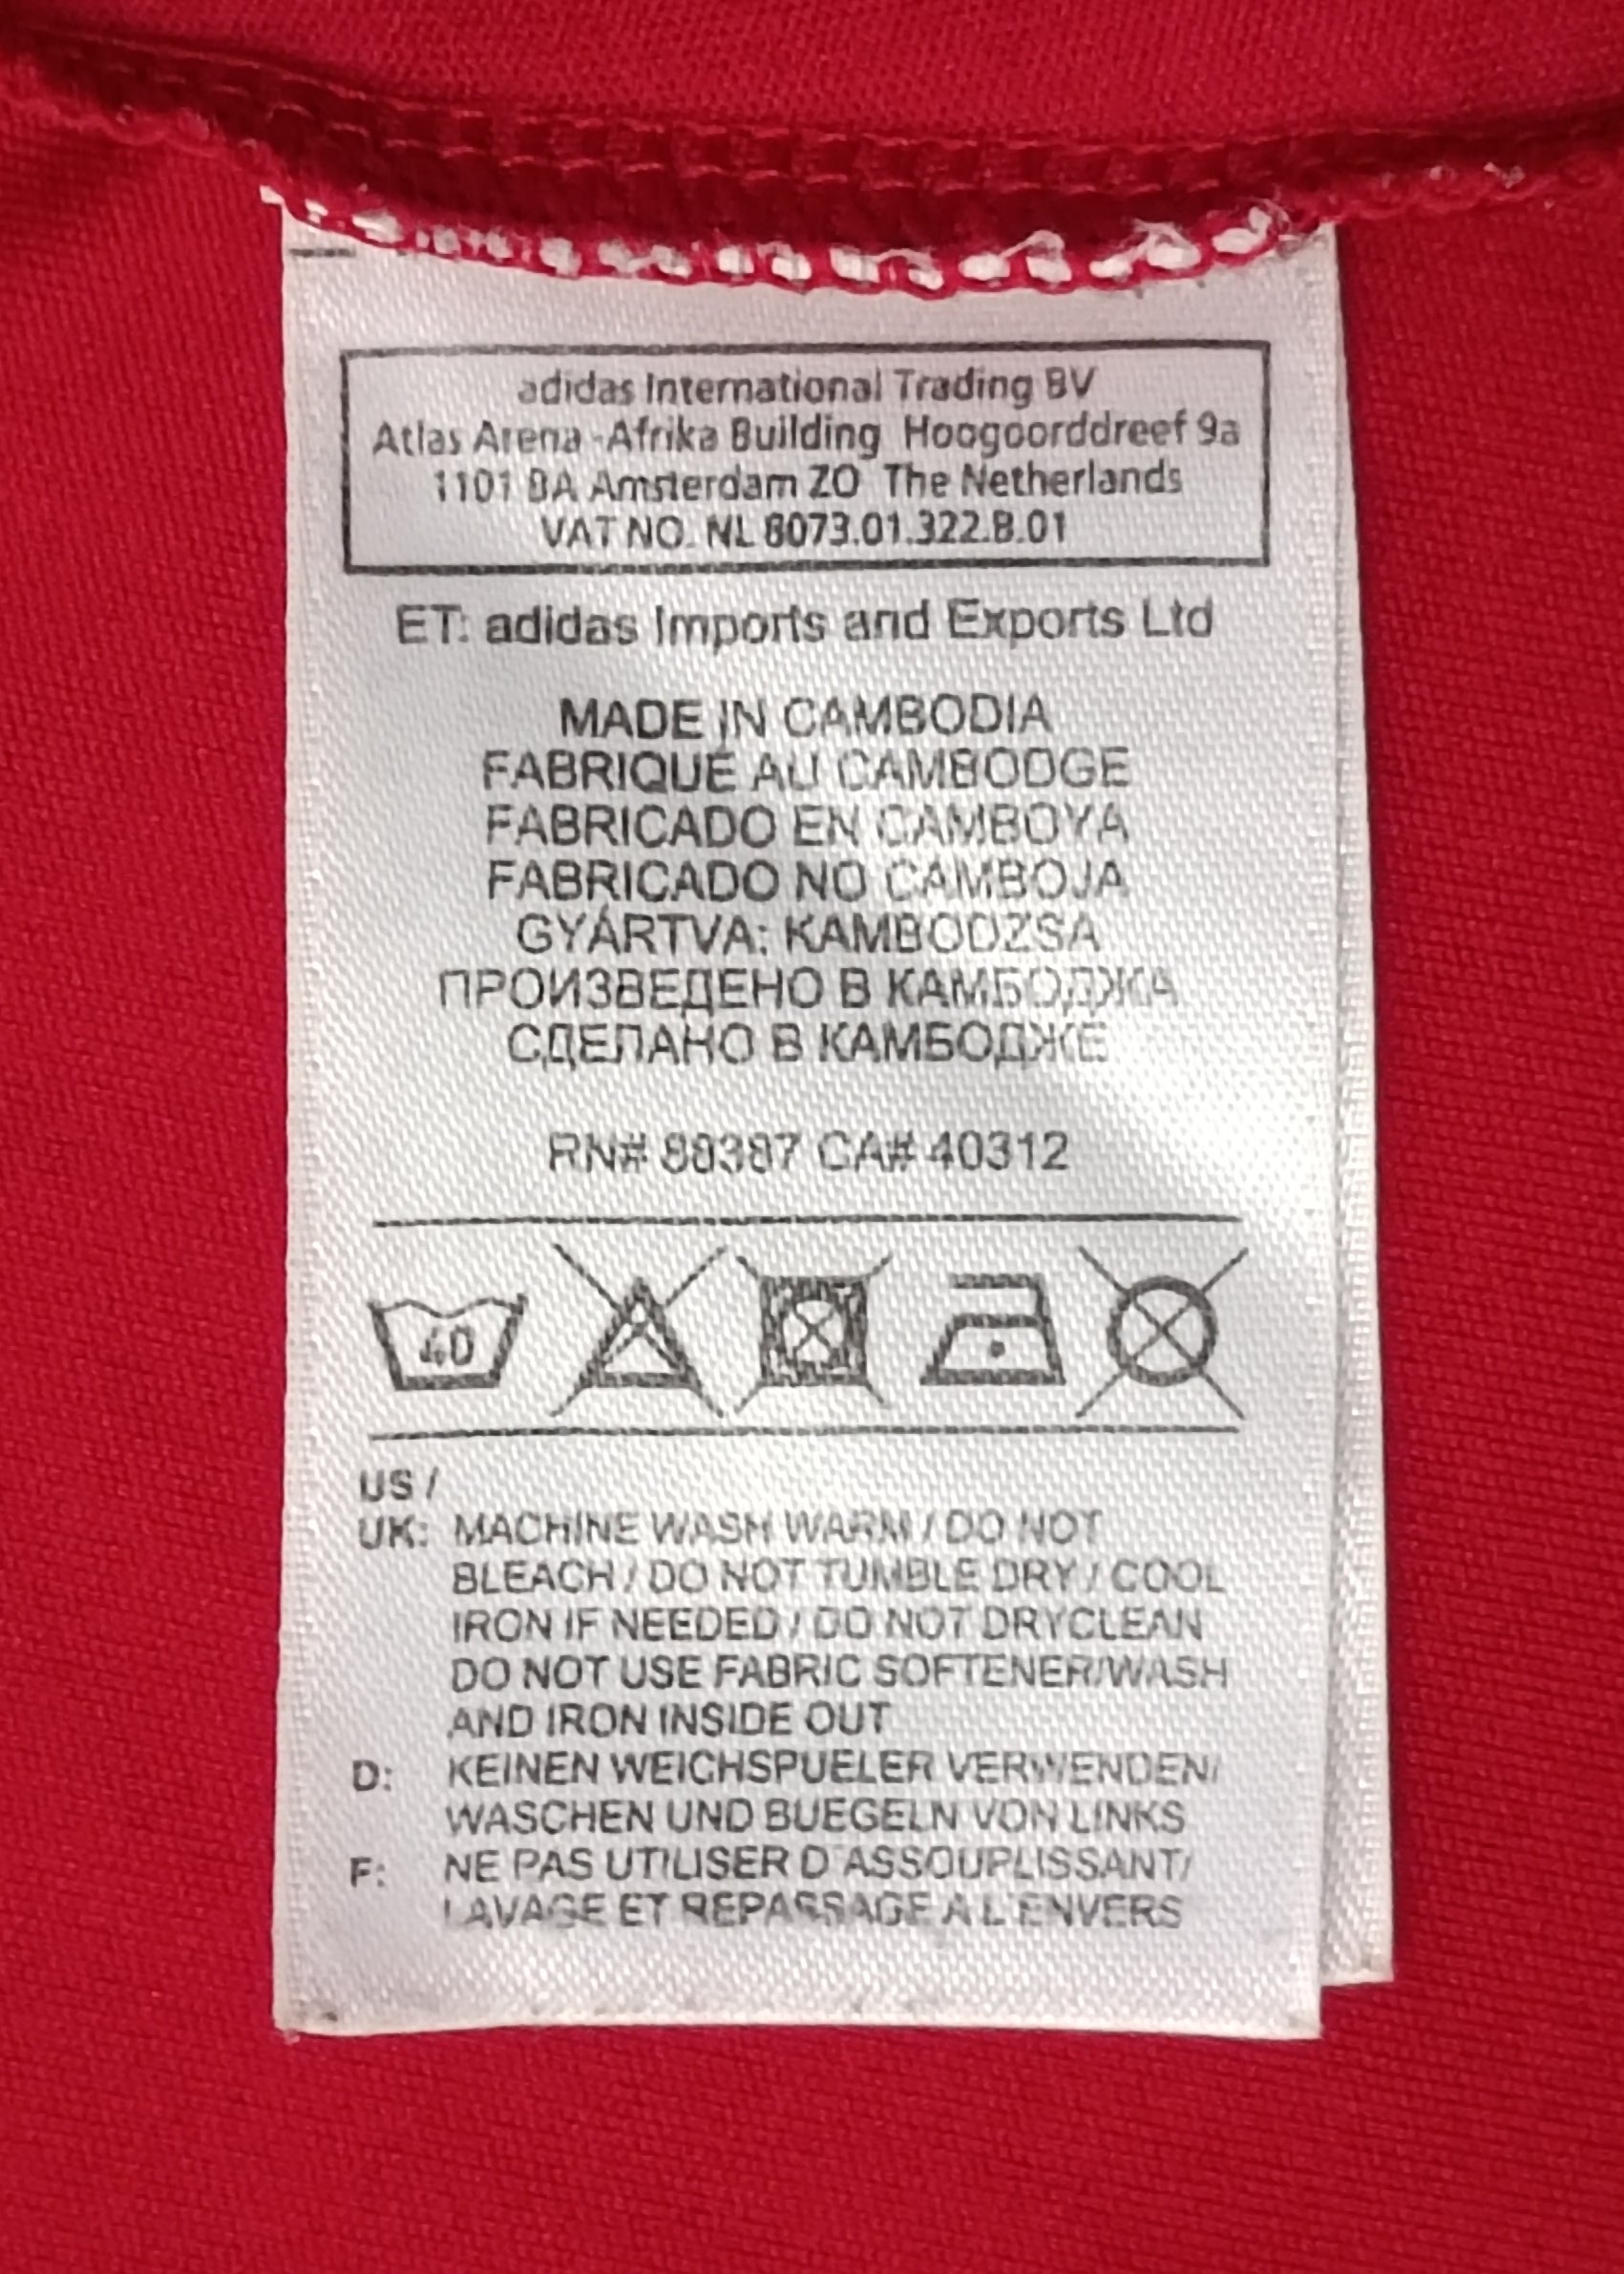 adidas International Trading BV
Atlas Arena -Afrika Building Hoogoorddreef 9a
1101 BA Amsterdam ZO The Netherlands
VAT NO. NL 8073.01.322.B.01
ET: adidas Imports and Exports Ltd
MADE IN CAMBODIA
FABRIQUÉ AU CAMBODGE
FABRICADO EN CAMBOYA
FABRICADO NO CAMBOJA
GYÁRTVA: KAMBODZSA
ПРОИЗВЕДЕНО В КАМБОДЖА
СДЕЛАНО В КАМБОДЖЕ
RN# 88387 CA# 40312
40
US /
UK: MACHINE WASH WARM / DO NOT
BLEACH / DO NOT TUMBLE DRY / COOL
IRON IF NEEDED / DO NOT DRYCLEAN
DO NOT USE FABRIC SOFTENER/WASH
AND IRON INSIDE OUT
D: KEINEN WEICHSPUELER VERWENDEN/
WASCHEN UND BUEGELN VON LINKS
F: NE PAS UTILISER D'ASSOUPLISSANT/
LAVAGE ET REPASSAGE A L'ENVERS